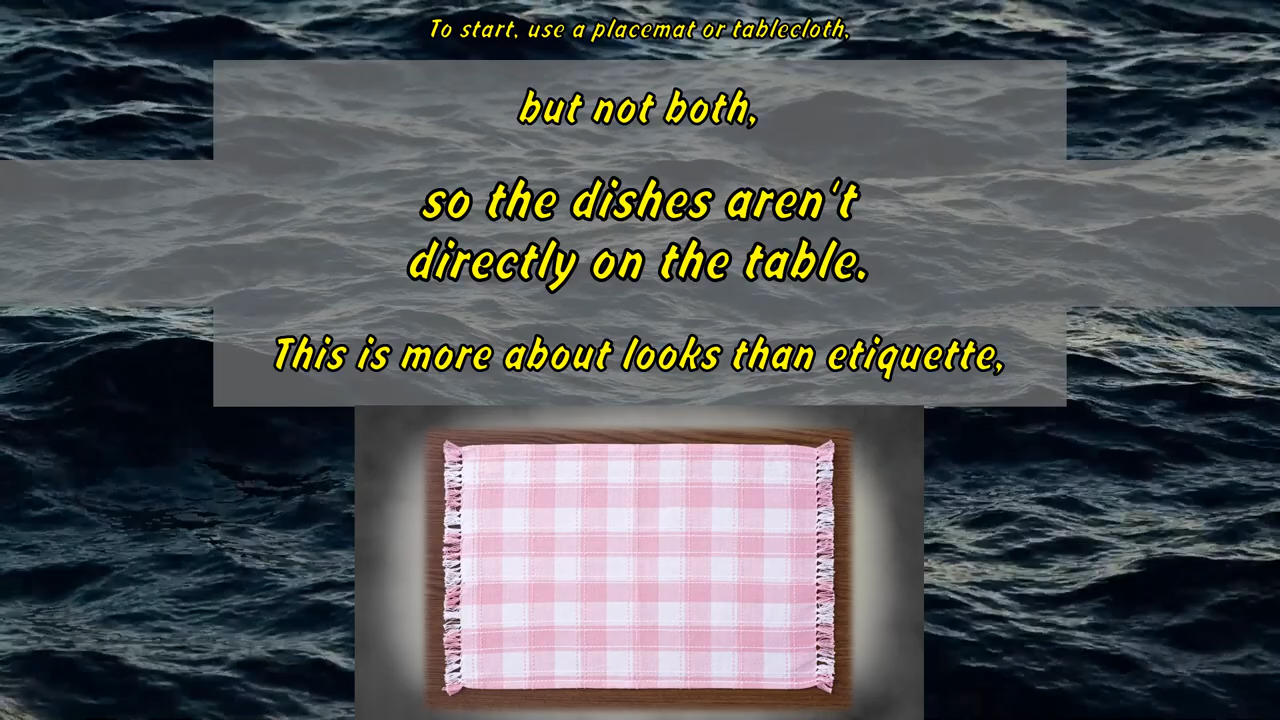 To start, use a placemat or tablecloth,
but not both,
so the dishes aren't
directly on the table.
This is more about looks than etiquette,